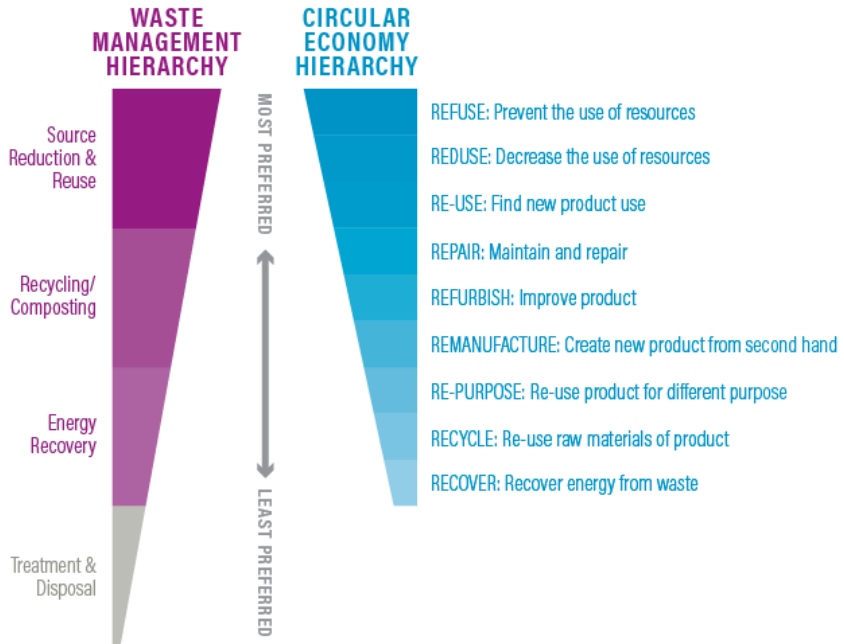 WASTE
MANAGEMENT
HIERARCHY
Source
Reduction &
Reuse
Recycling/
Composting
Energy
Recovery
Treatment &
Disposal
MOST PREFERRED
LEAST PREFERRED
CIRCULAR
ECONOMY
HIERARCHY
REFUSE: Prevent the use of resources
REDUSE: Decrease the use of resources
RE-USE: Find new product use
REPAIR: Maintain and repair
REFURBISH: Improve product
REMANUFACTURE: Create new product from second hand
RE-PURPOSE: Re-use product for different purpose
RECYCLE: Re-use raw materials of product
RECOVER: Recover energy from waste